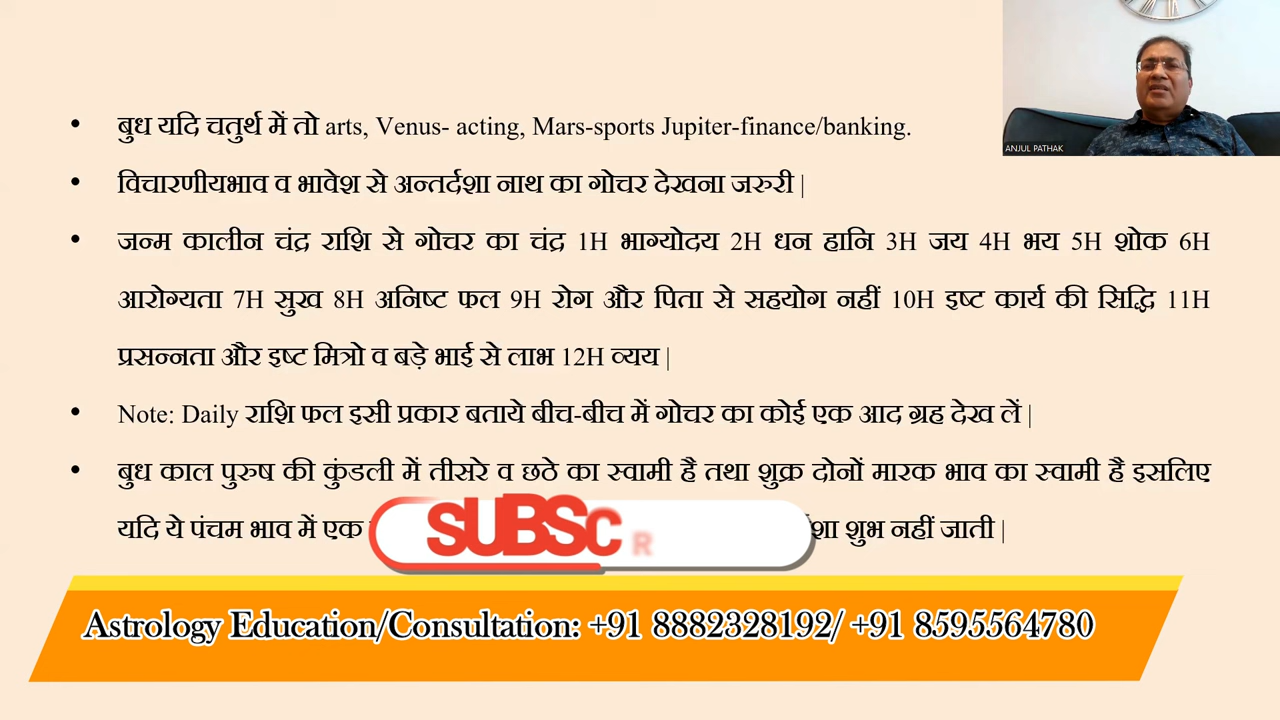 • बुध यदि चतुर्थ में तो arts, Venus- acting, Mars-sports Jupiter-finance/banking.
ANJUL PATHAK
• विचारणीयभाव व भावेश से अन्तर्दशा नाथ का गोचर देखना जरुरी |
• जन्म कालीन चंद्र राशि से गोचर का चंद्र 1H भाग्योदय 2H धन हानि 3H जय 4H भय 5H शोक 6H
आरोग्यता 7H सुख 8H अनिष्ट फल 9H रोग और पिता से सहयोग नहीं 10H इष्ट कार्य की सिद्धि 11H
प्रसन्नता और इष्ट मित्रो व बड़े भाई से लाभ 12H व्यय |
• Note: Daily राशि फल इसी प्रकार बताये बीच-बीच में गोचर का कोई एक आद ग्रह देख लें |
• बुध काल पुरुष की कुंडली में तीसरे व छठे का स्वामी है तथा शुक्र दोनों मारक भाव का स्वामी है इसलिए
यदि ये पंचम भाव में एक शुभ नहीं जाती |
SUBSCR
Astrology Education/Consultation: +91 8882328192/ +91 8595564780